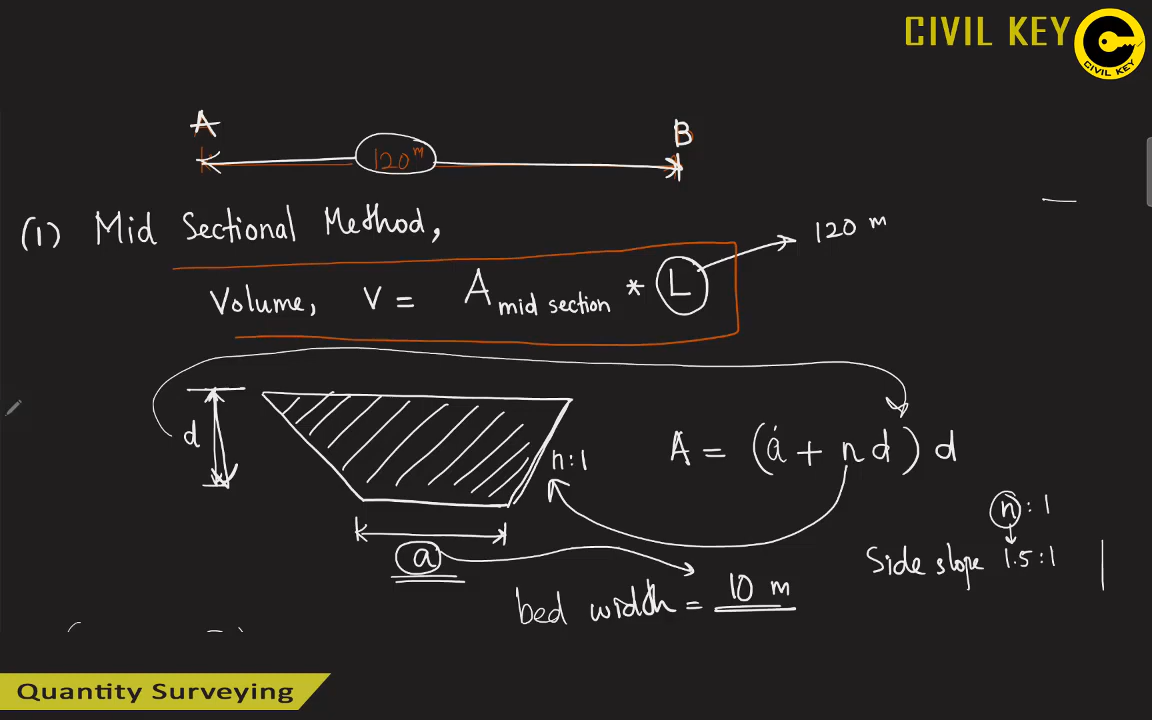 CIVIL KEY
CIVIL KEY
A
B
120 m
(1) Mid Sectional Method,
120 m
Volume, V = A mid section * L
d
n:1
A = (a + nd) d
n : 1
a
Side slope 1.5:1
bed width = 10 m
Quantity Surveying